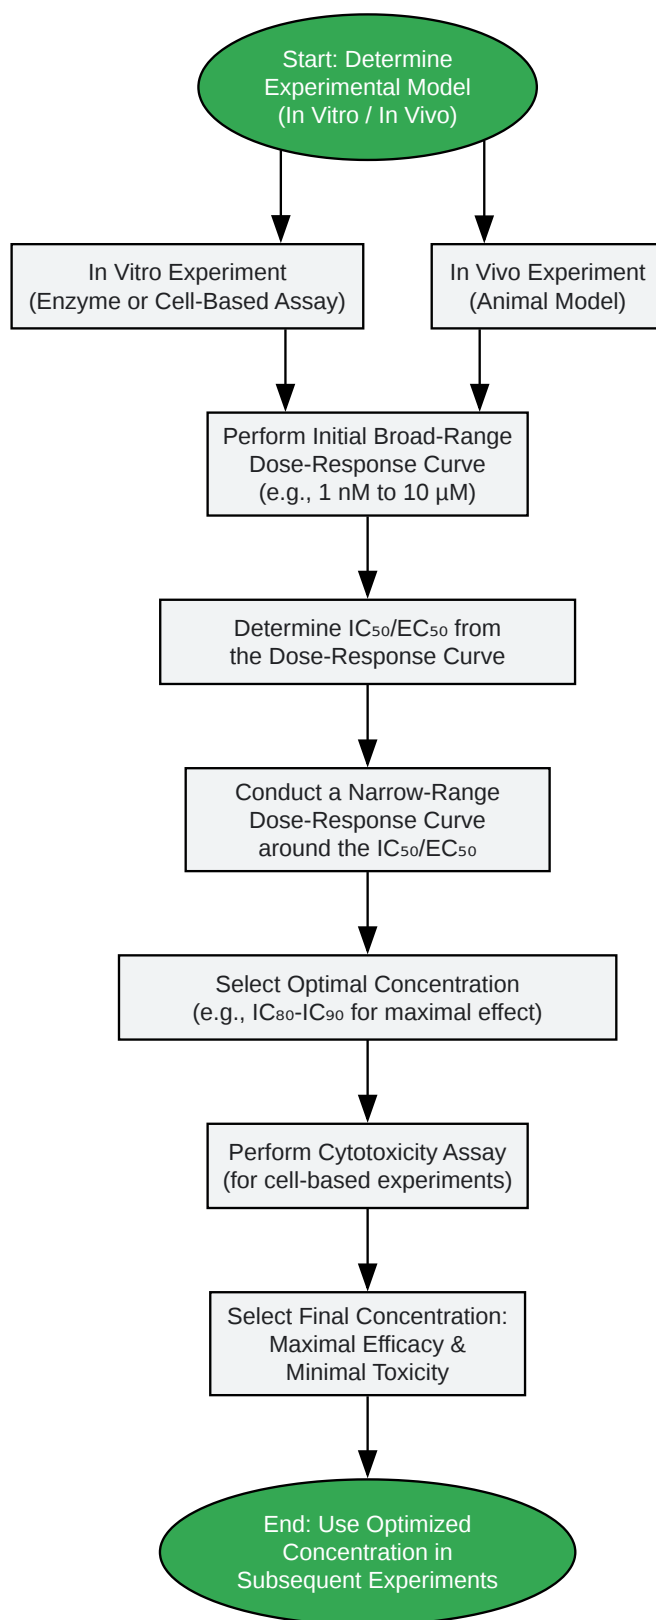 Start: Determine
Experimental Model
(In Vitro / In Vivo)
In Vitro Experiment
(Enzyme or Cell-Based Assay)
In Vivo Experiment
(Animal Model)
Perform Initial Broad-Range
Dose-Response Curve
(e.g., 1 nM to 10 µM)
Determine IC₅₀/EC₅₀ from
the Dose-Response Curve
Conduct a Narrow-Range
Dose-Response Curve
around the IC₅₀/EC₅₀
Select Optimal Concentration
(e.g., IC₈₀-IC₉₀ for maximal effect)
Perform Cytotoxicity Assay
(for cell-based experiments)
Select Final Concentration:
Maximal Efficacy &
Minimal Toxicity
End: Use Optimized
Concentration in
Subsequent Experiments